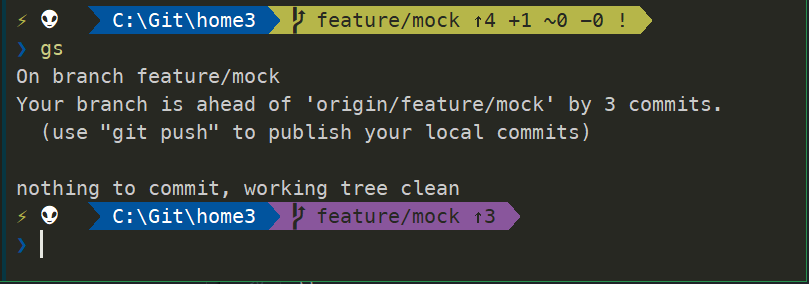 ⚡ 👽 C:\Git\home3 feature/mock ↑4 +1 ~0 -0 !
❯ gs
On branch feature/mock
Your branch is ahead of 'origin/feature/mock' by 3 commits.
  (use "git push" to publish your local commits)

nothing to commit, working tree clean
⚡ 👽 C:\Git\home3 feature/mock ↑3
❯